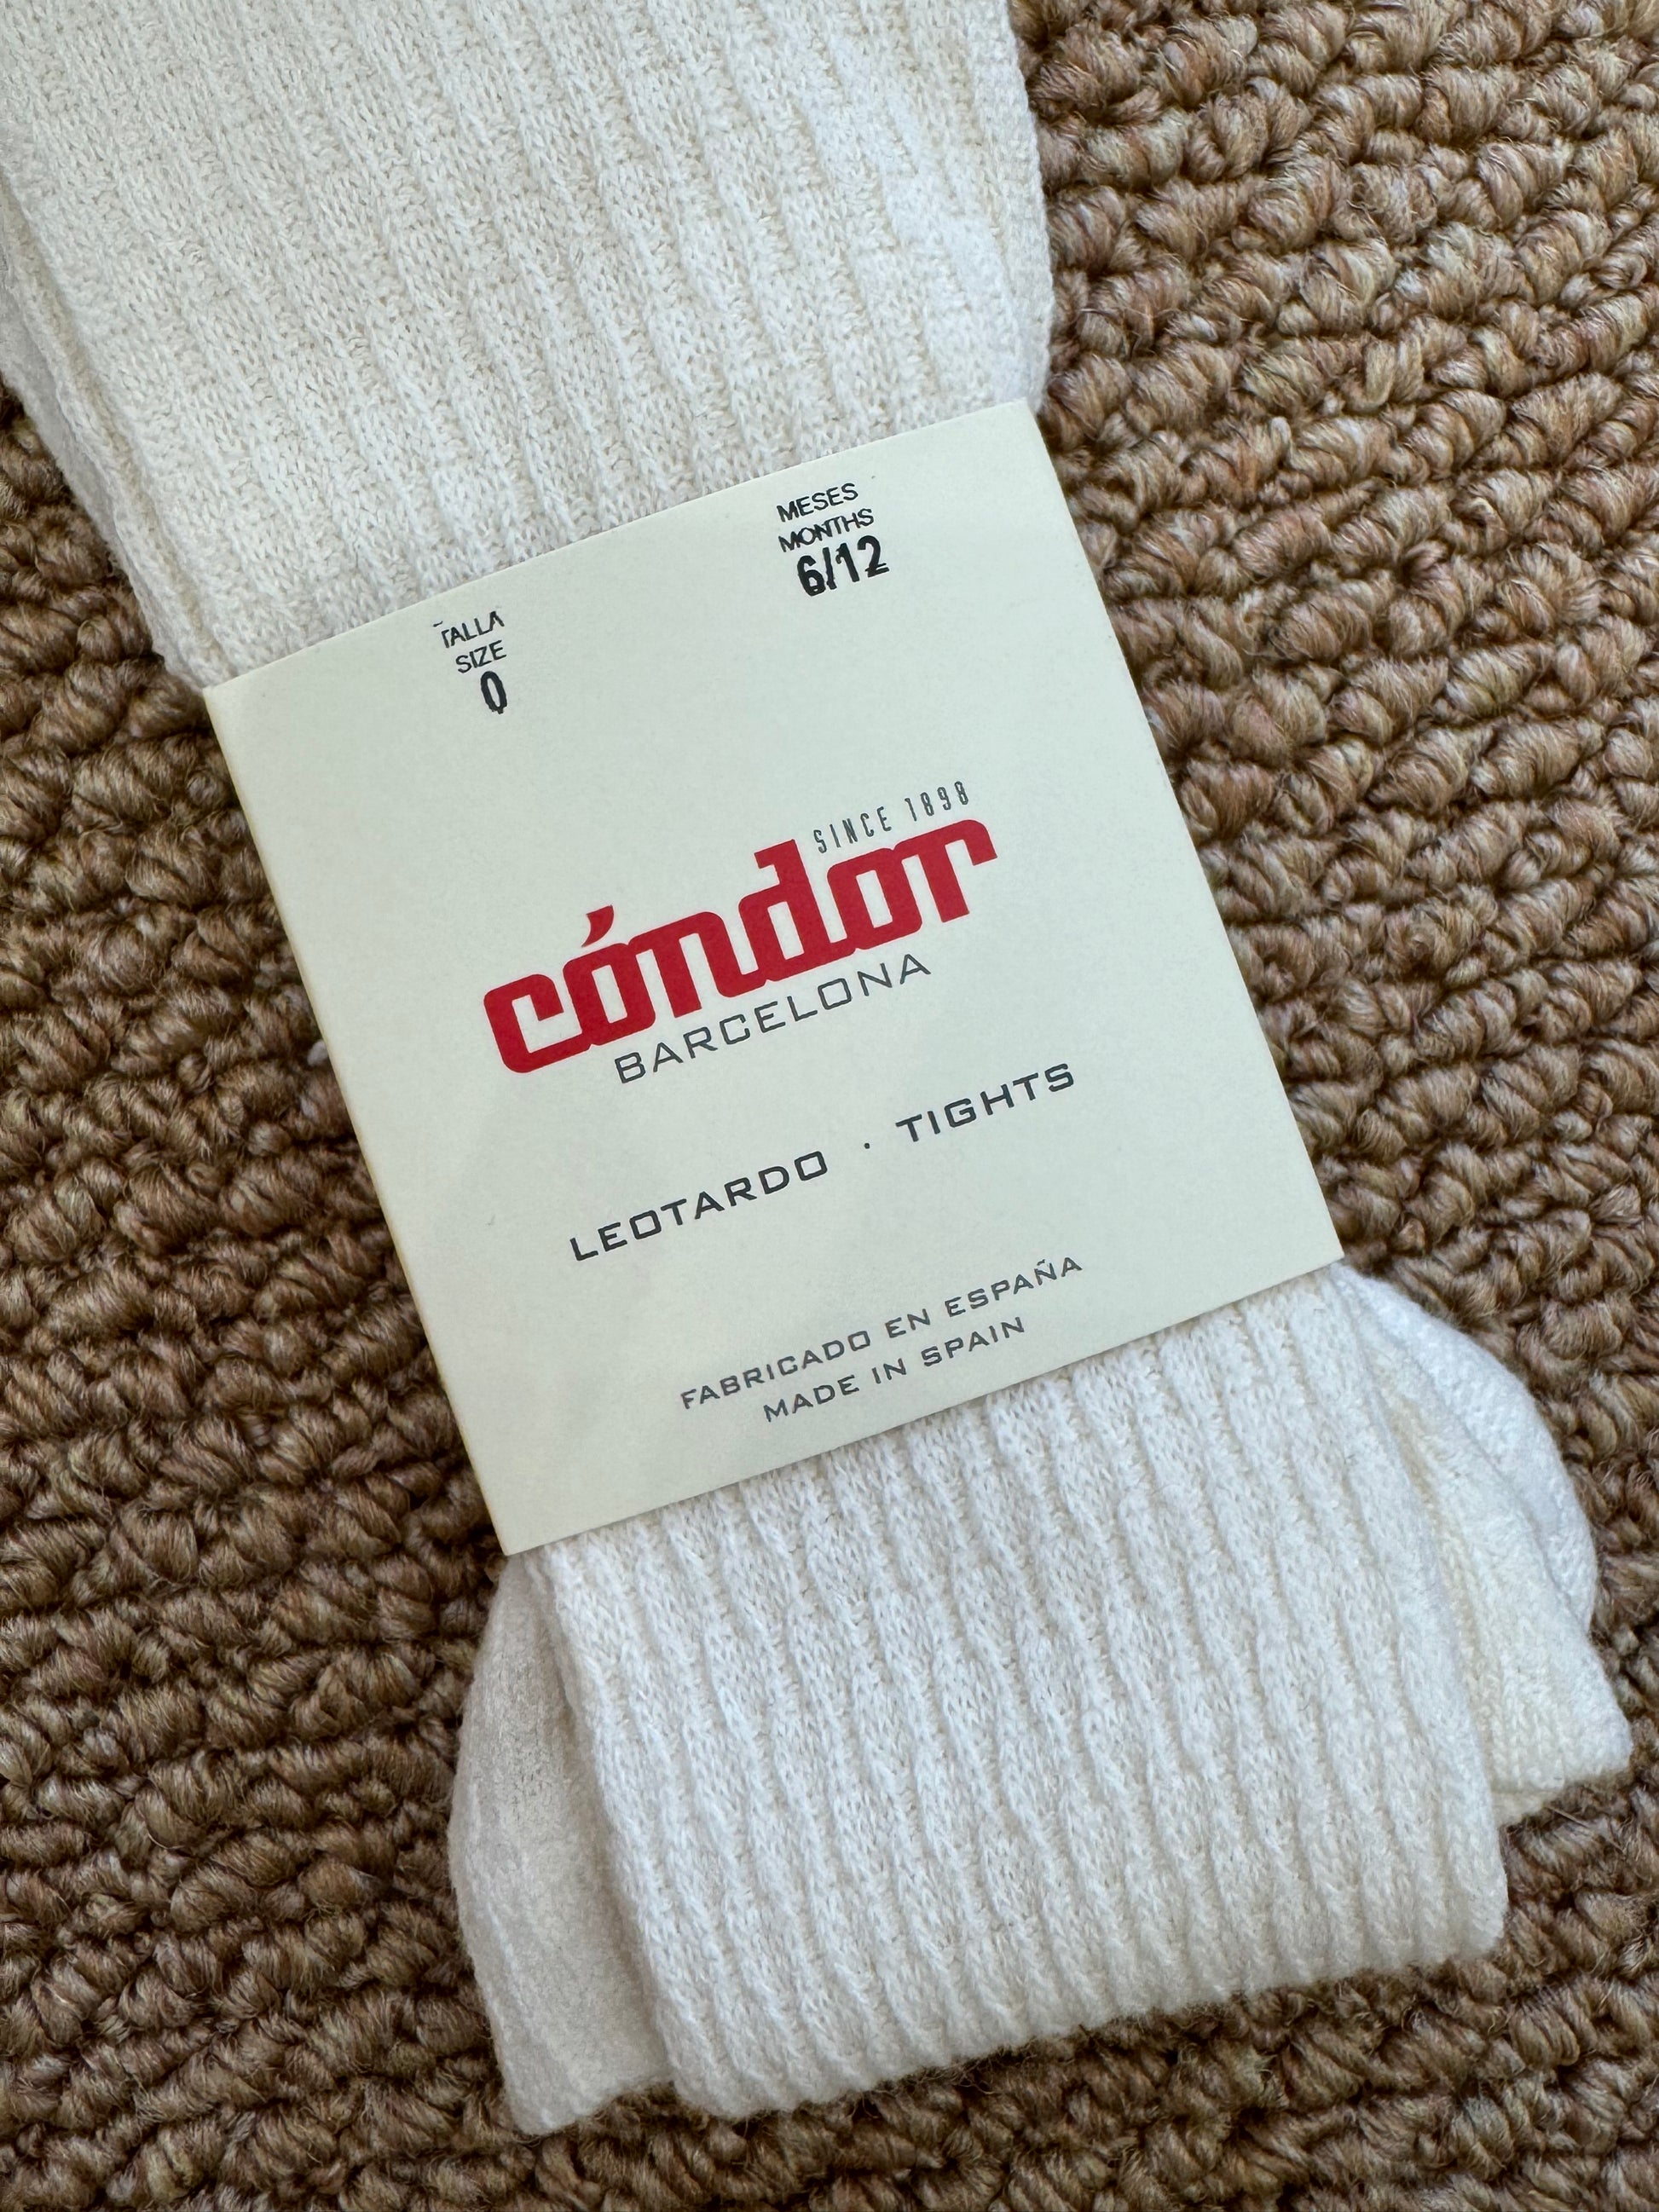 TALLA
SIZE
0
MESES
MONTHS
6/12
SINCE 1898
cóndor
BARCELONA
LEOTARDO · TIGHTS
FABRICADO EN ESPAÑA
MADE IN SPAIN